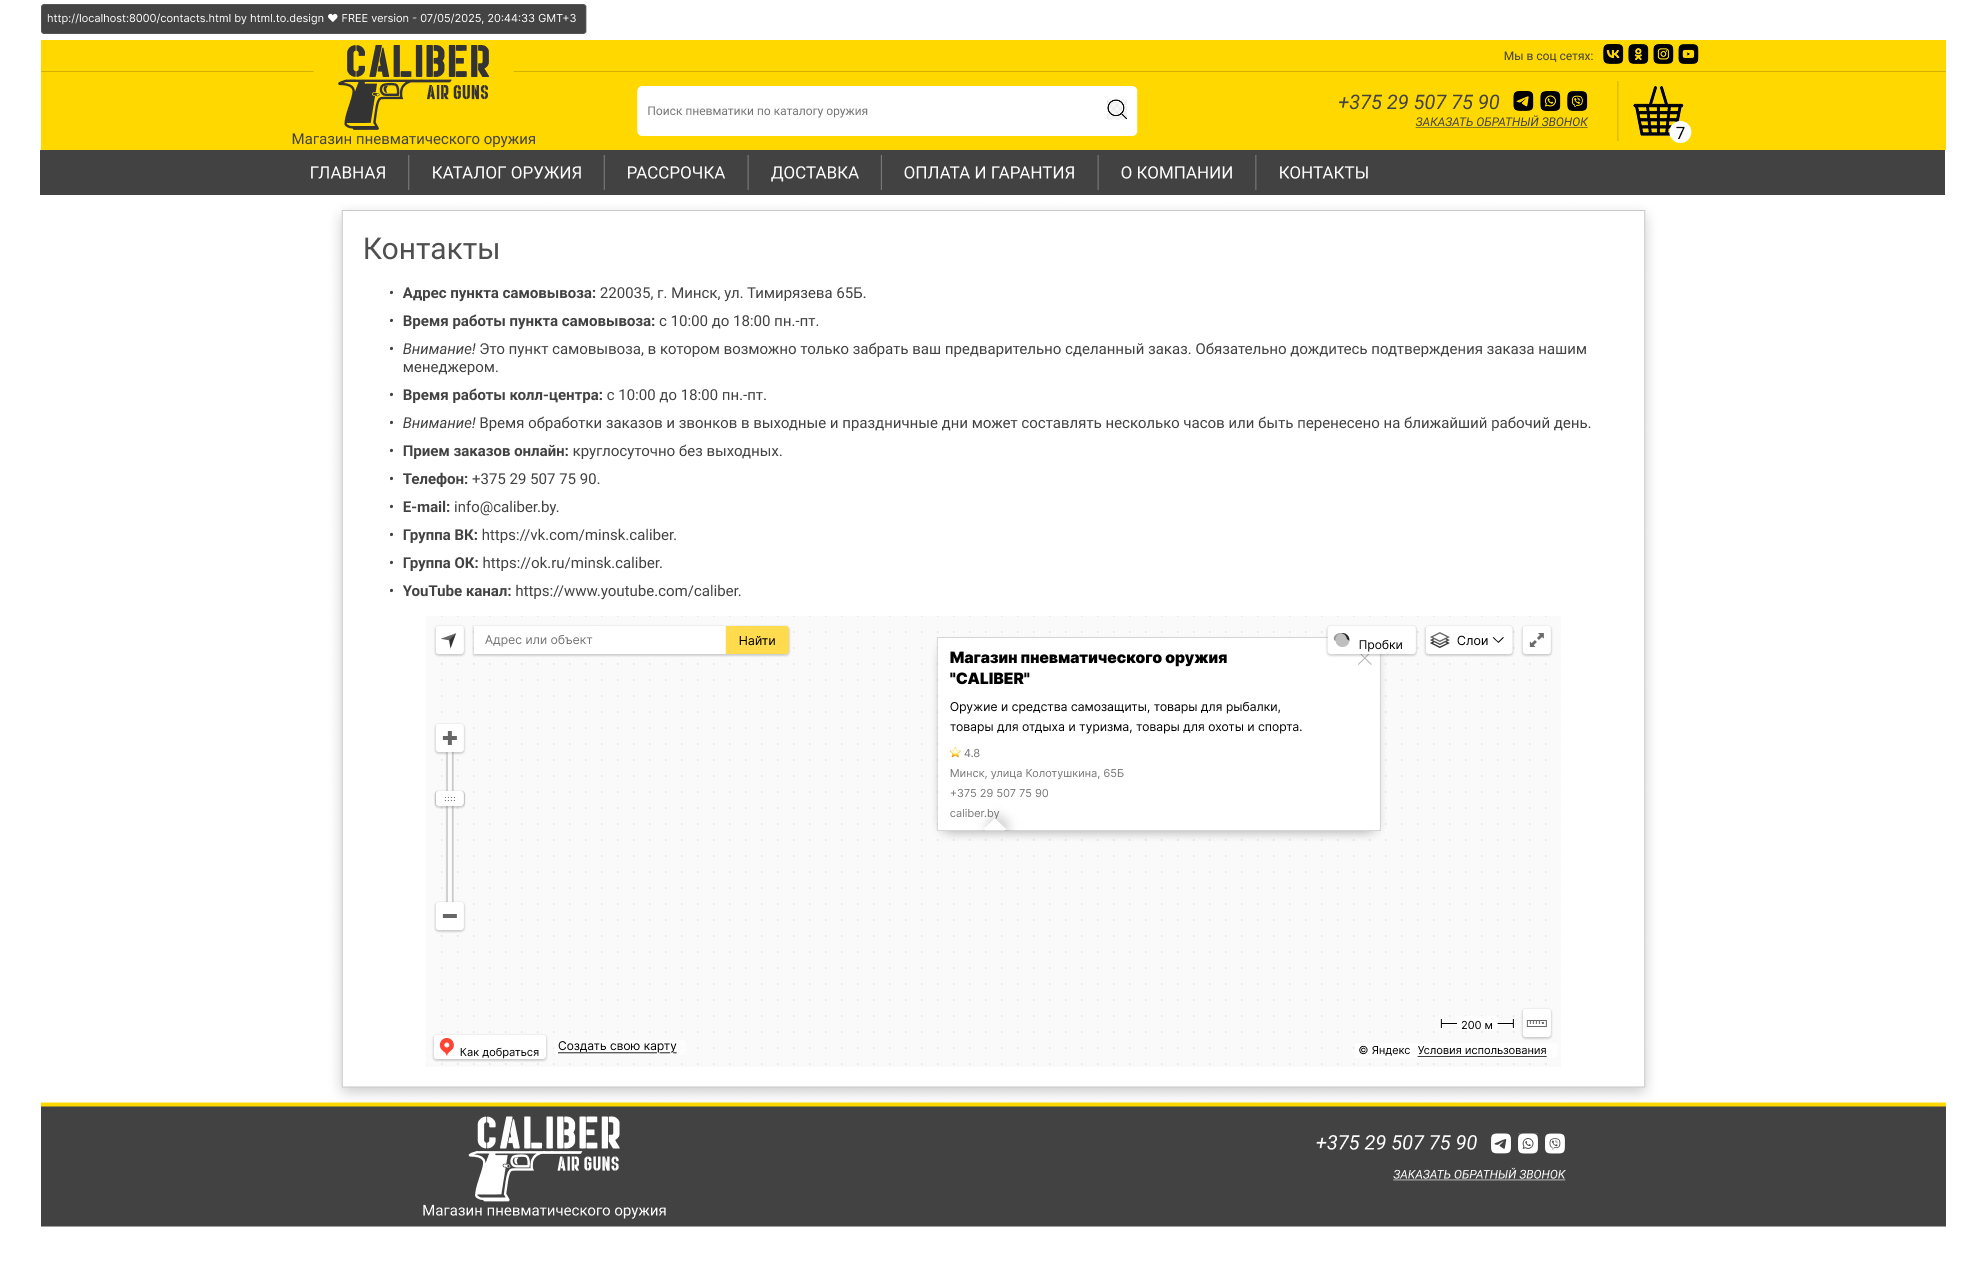 http://localhost:8000/contacts.html by html.to.design ♥ FREE version - 07/05/2025, 20:44:33 GMT+3
Мы в соц сетях:
CALIBER
AIR GUNS
Магазин пневматического оружия
Поиск пневматики по каталогу оружия
+375 29 507 75 90
ЗАКАЗАТЬ ОБРАТНЫЙ ЗВОНОК
7
ГЛАВНАЯ
КАТАЛОГ ОРУЖИЯ
РАССРОЧКА
ДОСТАВКА
ОПЛАТА И ГАРАНТИЯ
О КОМПАНИИ
КОНТАКТЫ
Контакты
• Адрес пункта самовывоза: 220035, г. Минск, ул. Тимирязева 65Б.
• Время работы пункта самовывоза: с 10:00 до 18:00 пн.-пт.
• Внимание! Это пункт самовывоза, в котором возможно только забрать ваш предварительно сделанный заказ. Обязательно дождитесь подтверждения заказа нашим
менеджером.
• Время работы колл-центра: с 10:00 до 18:00 пн.-пт.
• Внимание! Время обработки заказов и звонков в выходные и праздничные дни может составлять несколько часов или быть перенесено на ближайший рабочий день.
• Прием заказов онлайн: круглосуточно без выходных.
• Телефон: +375 29 507 75 90.
• E-mail: info@caliber.by.
• Группа ВК: https://vk.com/minsk.caliber.
• Группа ОК: https://ok.ru/minsk.caliber.
• YouTube канал: https://www.youtube.com/caliber.
Адрес или объект
Найти
Пробки
Слои
Магазин пневматического оружия
"CALIBER"
Оружие и средства самозащиты, товары для рыбалки,
товары для отдыха и туризма, товары для охоты и спорта.
4.8
Минск, улица Колотушкина, 65Б
+375 29 507 75 90
caliber.by
200 м
Как добраться
Создать свою карту
© Яндекс
Условия использования
CALIBER
AIR GUNS
Магазин пневматического оружия
+375 29 507 75 90
ЗАКАЗАТЬ ОБРАТНЫЙ ЗВОНОК